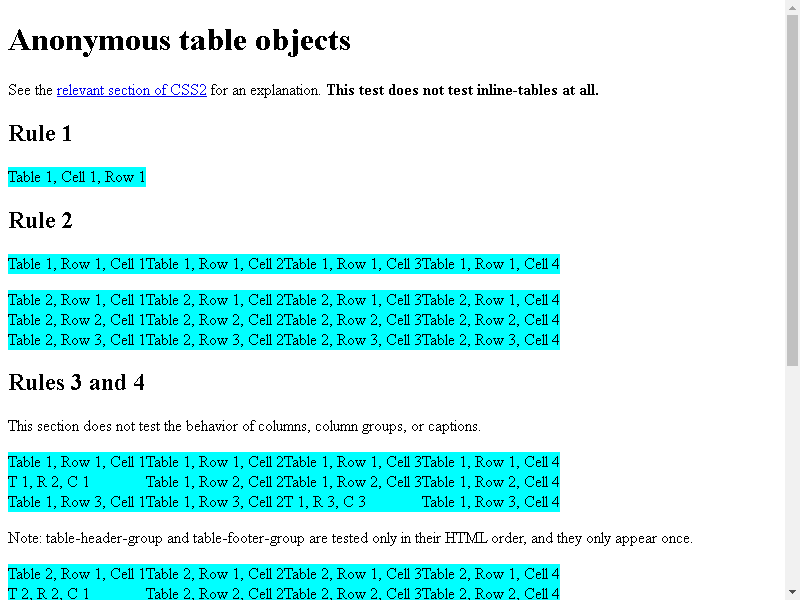 Anonymous table objects
See the relevant section of CSS2 for an explanation. This test does not test inline-tables at all.
Rule 1
Table 1, Cell 1, Row 1
Rule 2
Table 1, Row 1, Cell 1Table 1, Row 1, Cell 2Table 1, Row 1, Cell 3Table 1, Row 1, Cell 4
Table 2, Row 1, Cell 1Table 2, Row 1, Cell 2Table 2, Row 1, Cell 3Table 2, Row 1, Cell 4
Table 2, Row 2, Cell 1Table 2, Row 2, Cell 2Table 2, Row 2, Cell 3Table 2, Row 2, Cell 4
Table 2, Row 3, Cell 1Table 2, Row 3, Cell 2Table 2, Row 3, Cell 3Table 2, Row 3, Cell 4
Rules 3 and 4
This section does not test the behavior of columns, column groups, or captions.
Table 1, Row 1, Cell 1Table 1, Row 1, Cell 2Table 1, Row 1, Cell 3Table 1, Row 1, Cell 4
T 1, R 2, C 1 Table 1, Row 2, Cell 2Table 1, Row 2, Cell 3Table 1, Row 2, Cell 4
Table 1, Row 3, Cell 1Table 1, Row 3, Cell 2T 1, R 3, C 3 Table 1, Row 3, Cell 4
Note: table-header-group and table-footer-group are tested only in their HTML order, and they only appear once.
Table 2, Row 1, Cell 1Table 2, Row 1, Cell 2Table 2, Row 1, Cell 3Table 2, Row 1, Cell 4
T 2, R 2, C 1 Table 2, Row 2, Cell 2Table 2, Row 2, Cell 3Table 2, Row 2, Cell 4